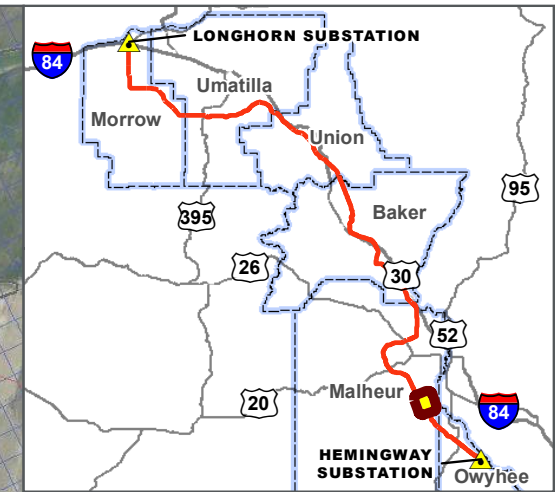 LONGHORN SUBSTATION
84
Umatilla
Morrow
Union
95
Baker
395
26
30
52
Malheur
20
84
HEMINGWAY
SUBSTATION
Owyhee